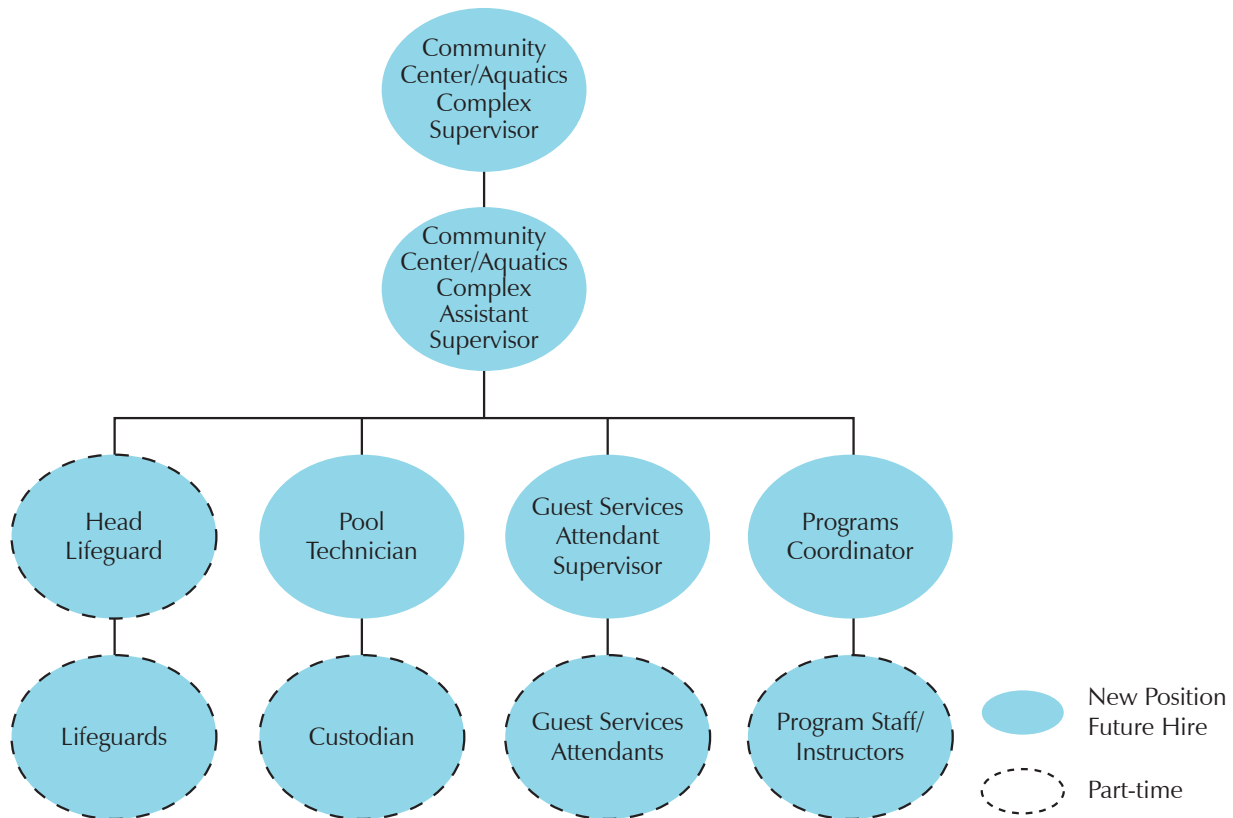 Community
Center/Aquatics
Complex
Supervisor
Community
Center/Aquatics
Complex
Assistant
Supervisor
Head
Lifeguard
Pool
Technician
Guest Services
Attendant
Supervisor
Programs
Coordinator
Lifeguards
Custodian
Guest Services
Attendants
Program Staff/
Instructors
New Position
Future Hire
Part-time